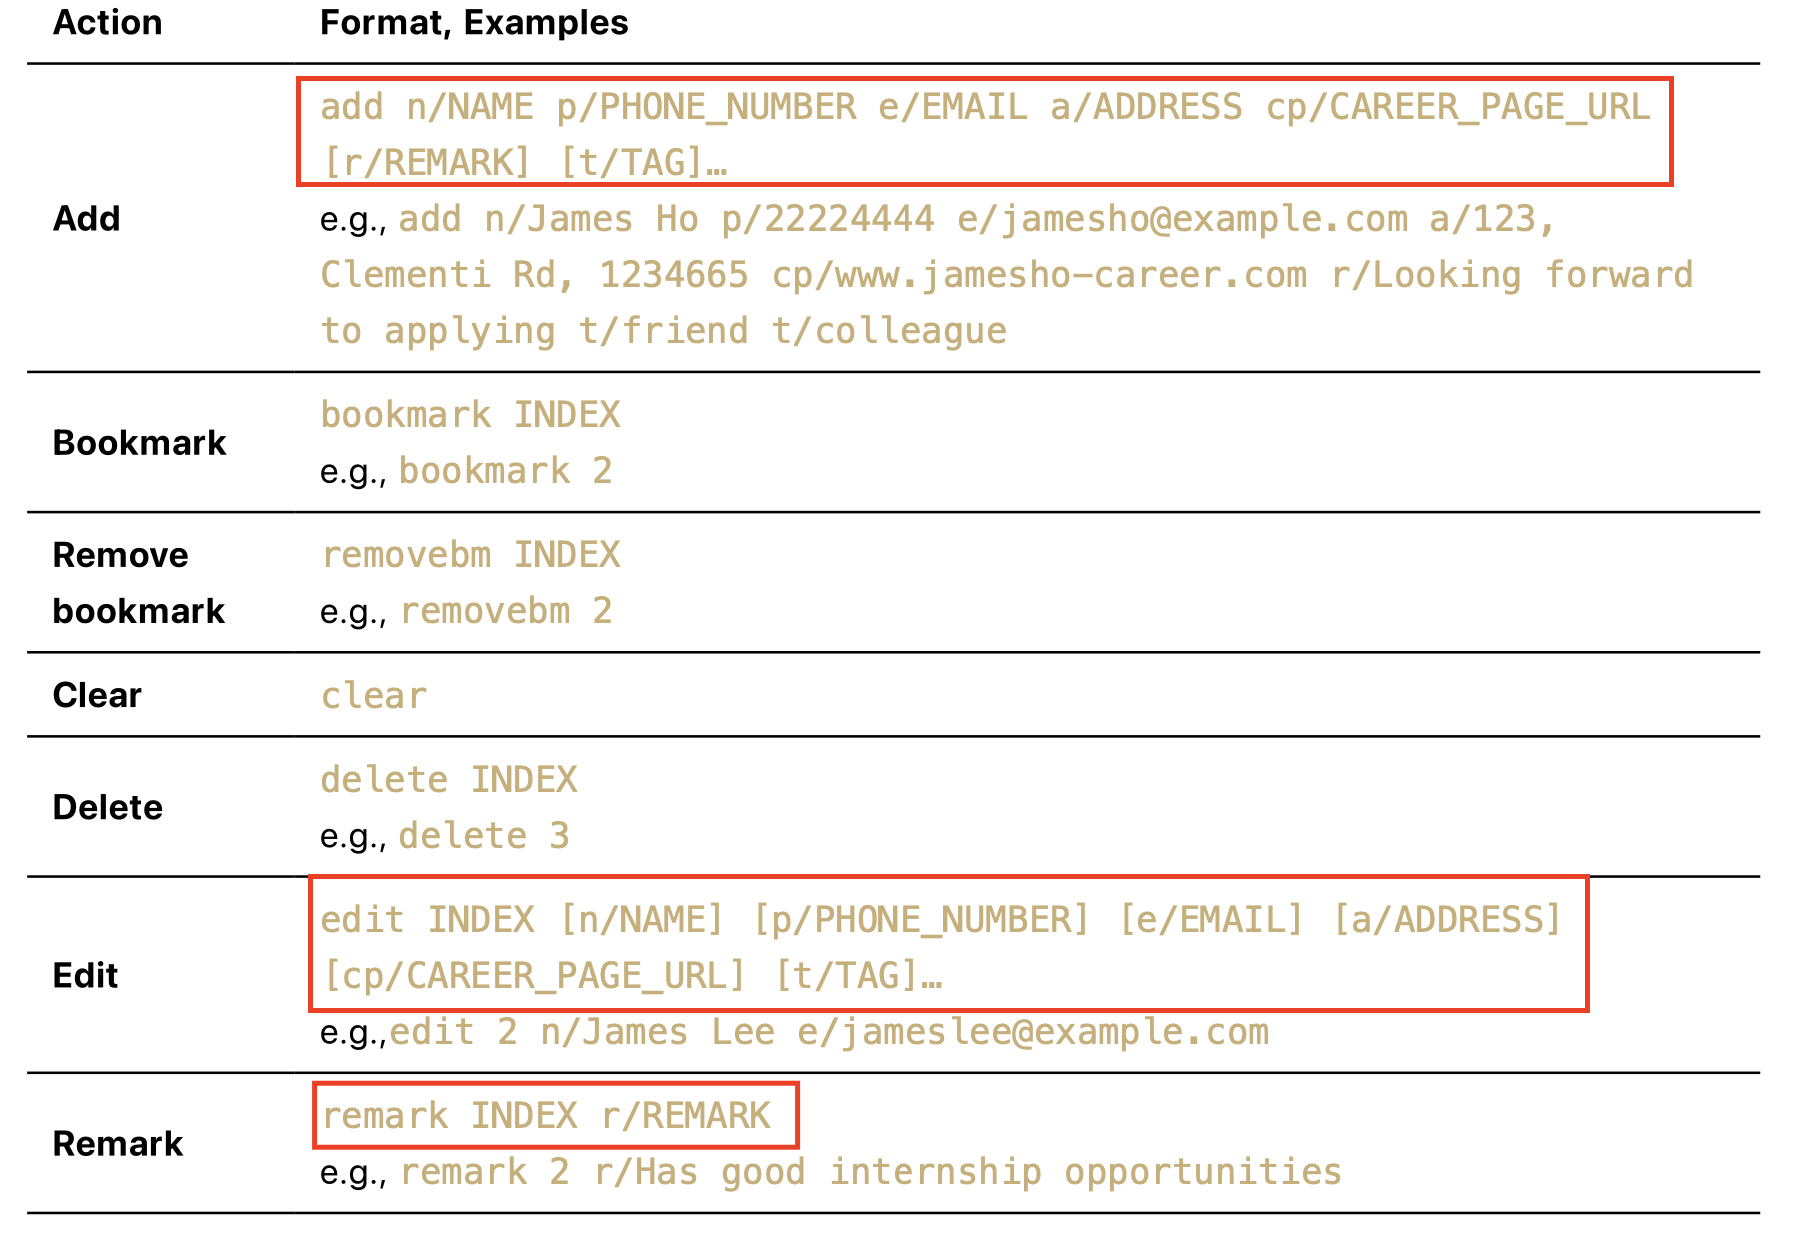 Action Format, Examples
add n/NAME p/PHONE_NUMBER e/EMAIL a/ADDRESS cp/CAREER_PAGE_URL
[r/REMARK] [t/TAG]…
Add
e.g., add n/James Ho p/22224444 e/jamesho@example.com a/123,
Clementi Rd, 1234665 cp/www.jamesho-career.com r/Looking forward
to applying t/friend t/colleague
Bookmark
bookmark INDEX
e.g., bookmark 2
Remove
bookmark
removebm INDEX
e.g., removebm 2
Clear
clear
Delete
delete INDEX
e.g., delete 3
Edit
edit INDEX [n/NAME] [p/PHONE_NUMBER] [e/EMAIL] [a/ADDRESS]
[cp/CAREER_PAGE_URL] [t/TAG]…
e.g.,edit 2 n/James Lee e/jameslee@example.com
Remark
remark INDEX r/REMARK
e.g., remark 2 r/Has good internship opportunities